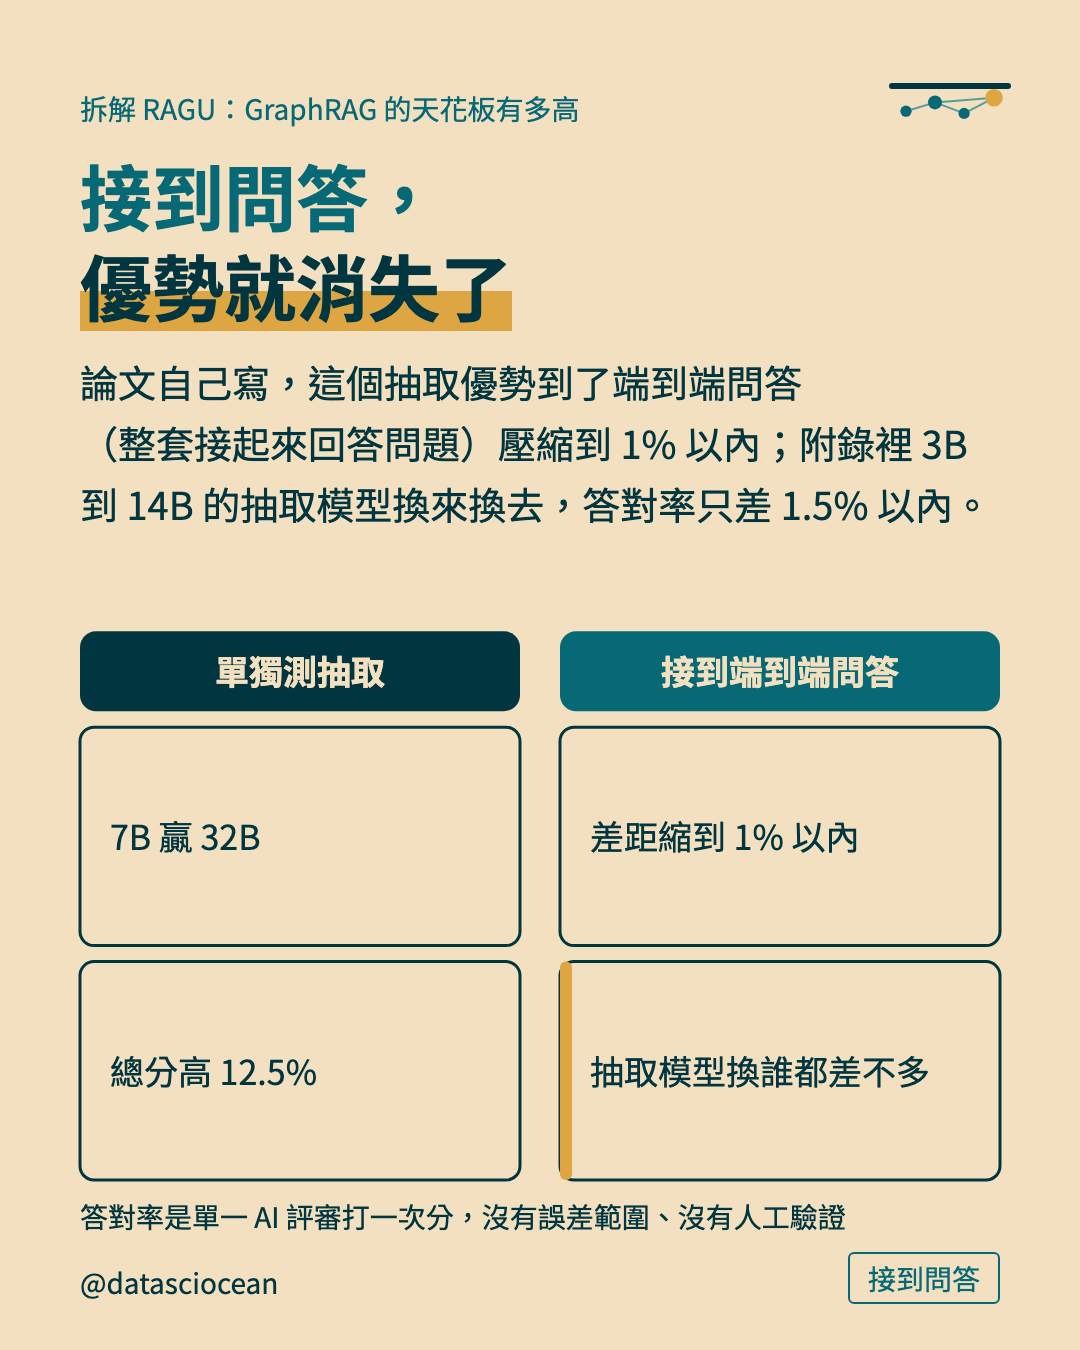 拆解 RAGU：GraphRAG 的天花板有多高
接到問答，
優勢就消失了
論文自己寫，這個抽取優勢到了端到端問答
（整套接起來回答問題）壓縮到 1% 以內；附錄裡 3B
到 14B 的抽取模型換來換去，答對率只差 1.5% 以內。
單獨測抽取
接到端到端問答
7B 贏 32B
差距縮到 1% 以內
總分高 12.5%
抽取模型換誰都差不多
答對率是單一 AI 評審打一次分，沒有誤差範圍、沒有人工驗證
@datasciocean
接到問答